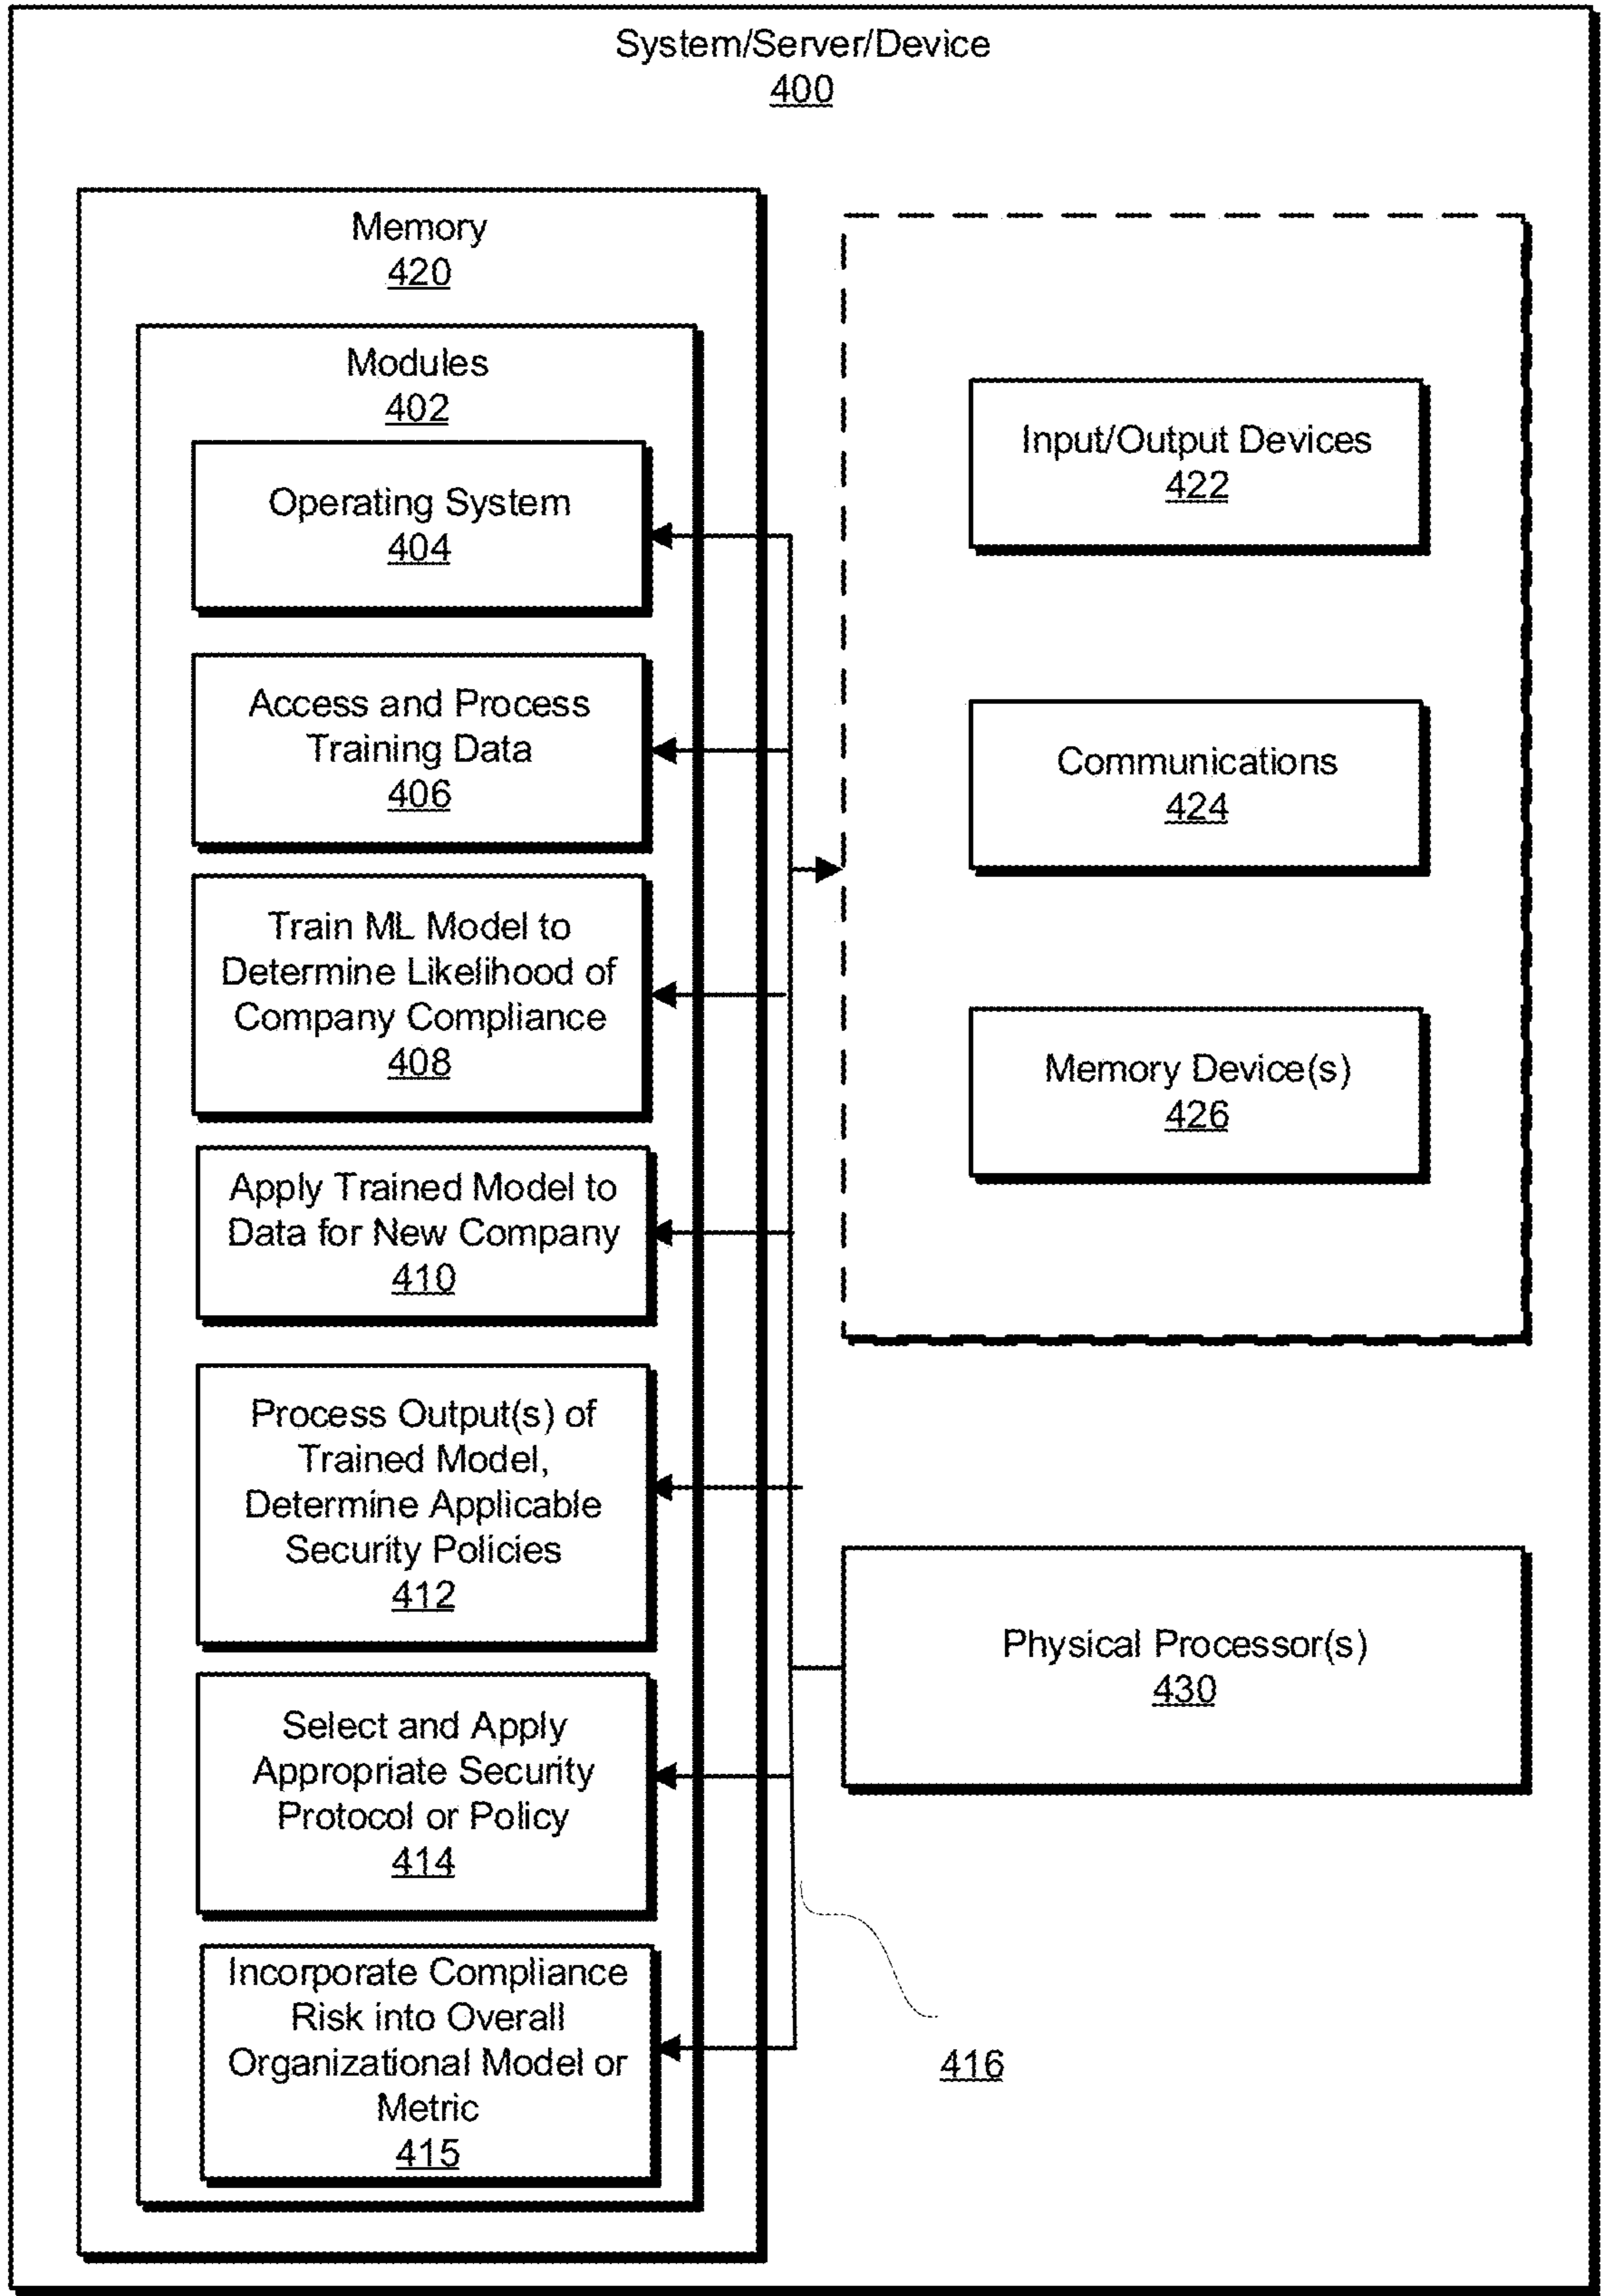 System/Server/Device
400
Memory
420
Modules
402
Operating System
404
Access and Process
Training Data
406
Train ML Model to
Determine Likelihood of
Company Compliance
408
Apply Trained Model to
Data for New Company
410
Process Output(s) of
Trained Model,
Determine Applicable
Security Policies
412
Select and Apply
Appropriate Security
Protocol or Policy
414
Incorporate Compliance
Risk into Overall
Organizational Model or
Metric
415
Input/Output Devices
422
Communications
424
Memory Device(s)
426
Physical Processor(s)
430
416